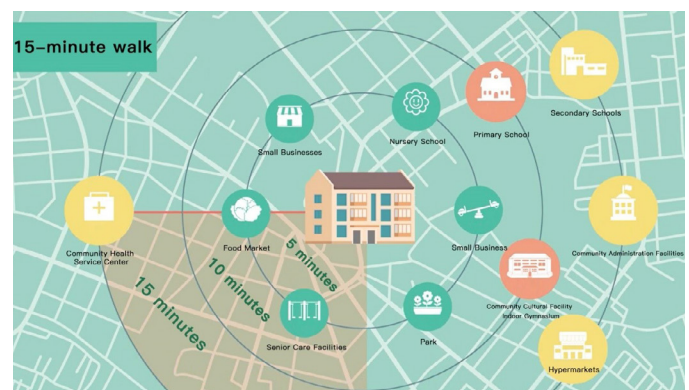 15-minute walk
Secondary Schools
Primary School
Nursery School
Small Businesses
Small Business
Food Market
Community Health
Service Center
Community Administration Facilities
5 minutes
10 minutes
15 minutes
Community Cultural Facility
Indoor Gymnasium
Park
Senior Care Facilities
Hypermarkets